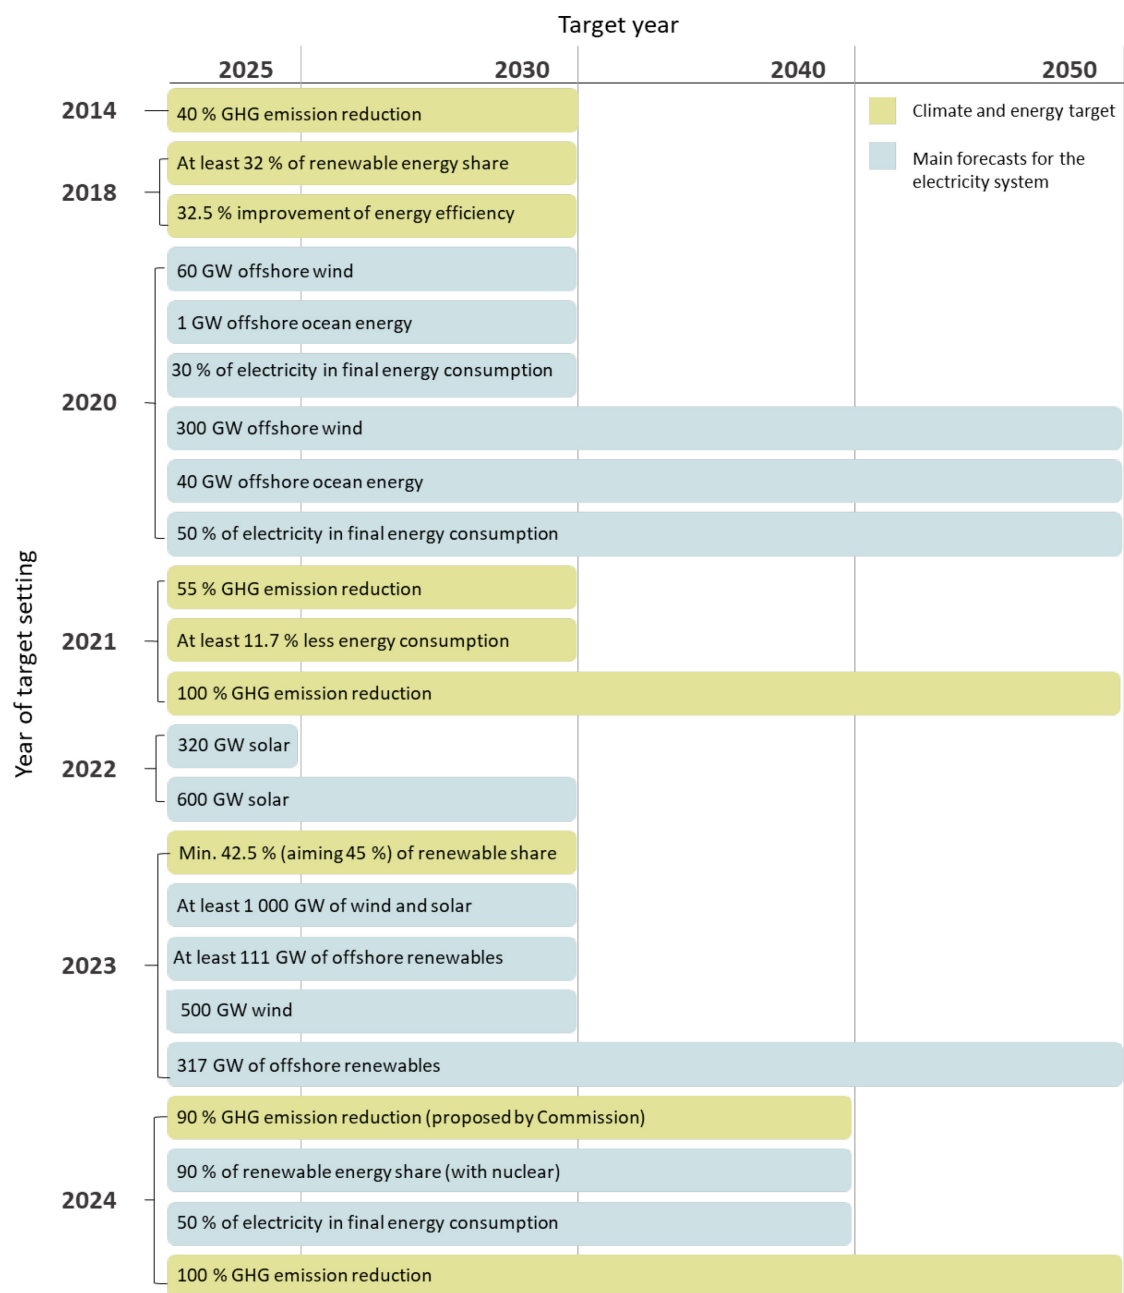 Target year
2025 2030 2040 2050
2014
40 % GHG emission reduction
Climate and energy target
Main forecasts for the
electricity system
2018
At least 32 % of renewable energy share
32.5 % improvement of energy efficiency
2020
60 GW offshore wind
1 GW offshore ocean energy
30 % of electricity in final energy consumption
300 GW offshore wind
40 GW offshore ocean energy
50 % of electricity in final energy consumption
Year of target setting
2021
55 % GHG emission reduction
At least 11.7 % less energy consumption
100 % GHG emission reduction
2022
320 GW solar
600 GW solar
2023
Min. 42.5 % (aiming 45 %) of renewable share
At least 1 000 GW of wind and solar
At least 111 GW of offshore renewables
500 GW wind
317 GW of offshore renewables
2024
90 % GHG emission reduction (proposed by Commission)
90 % of renewable energy share (with nuclear)
50 % of electricity in final energy consumption
100 % GHG emission reduction